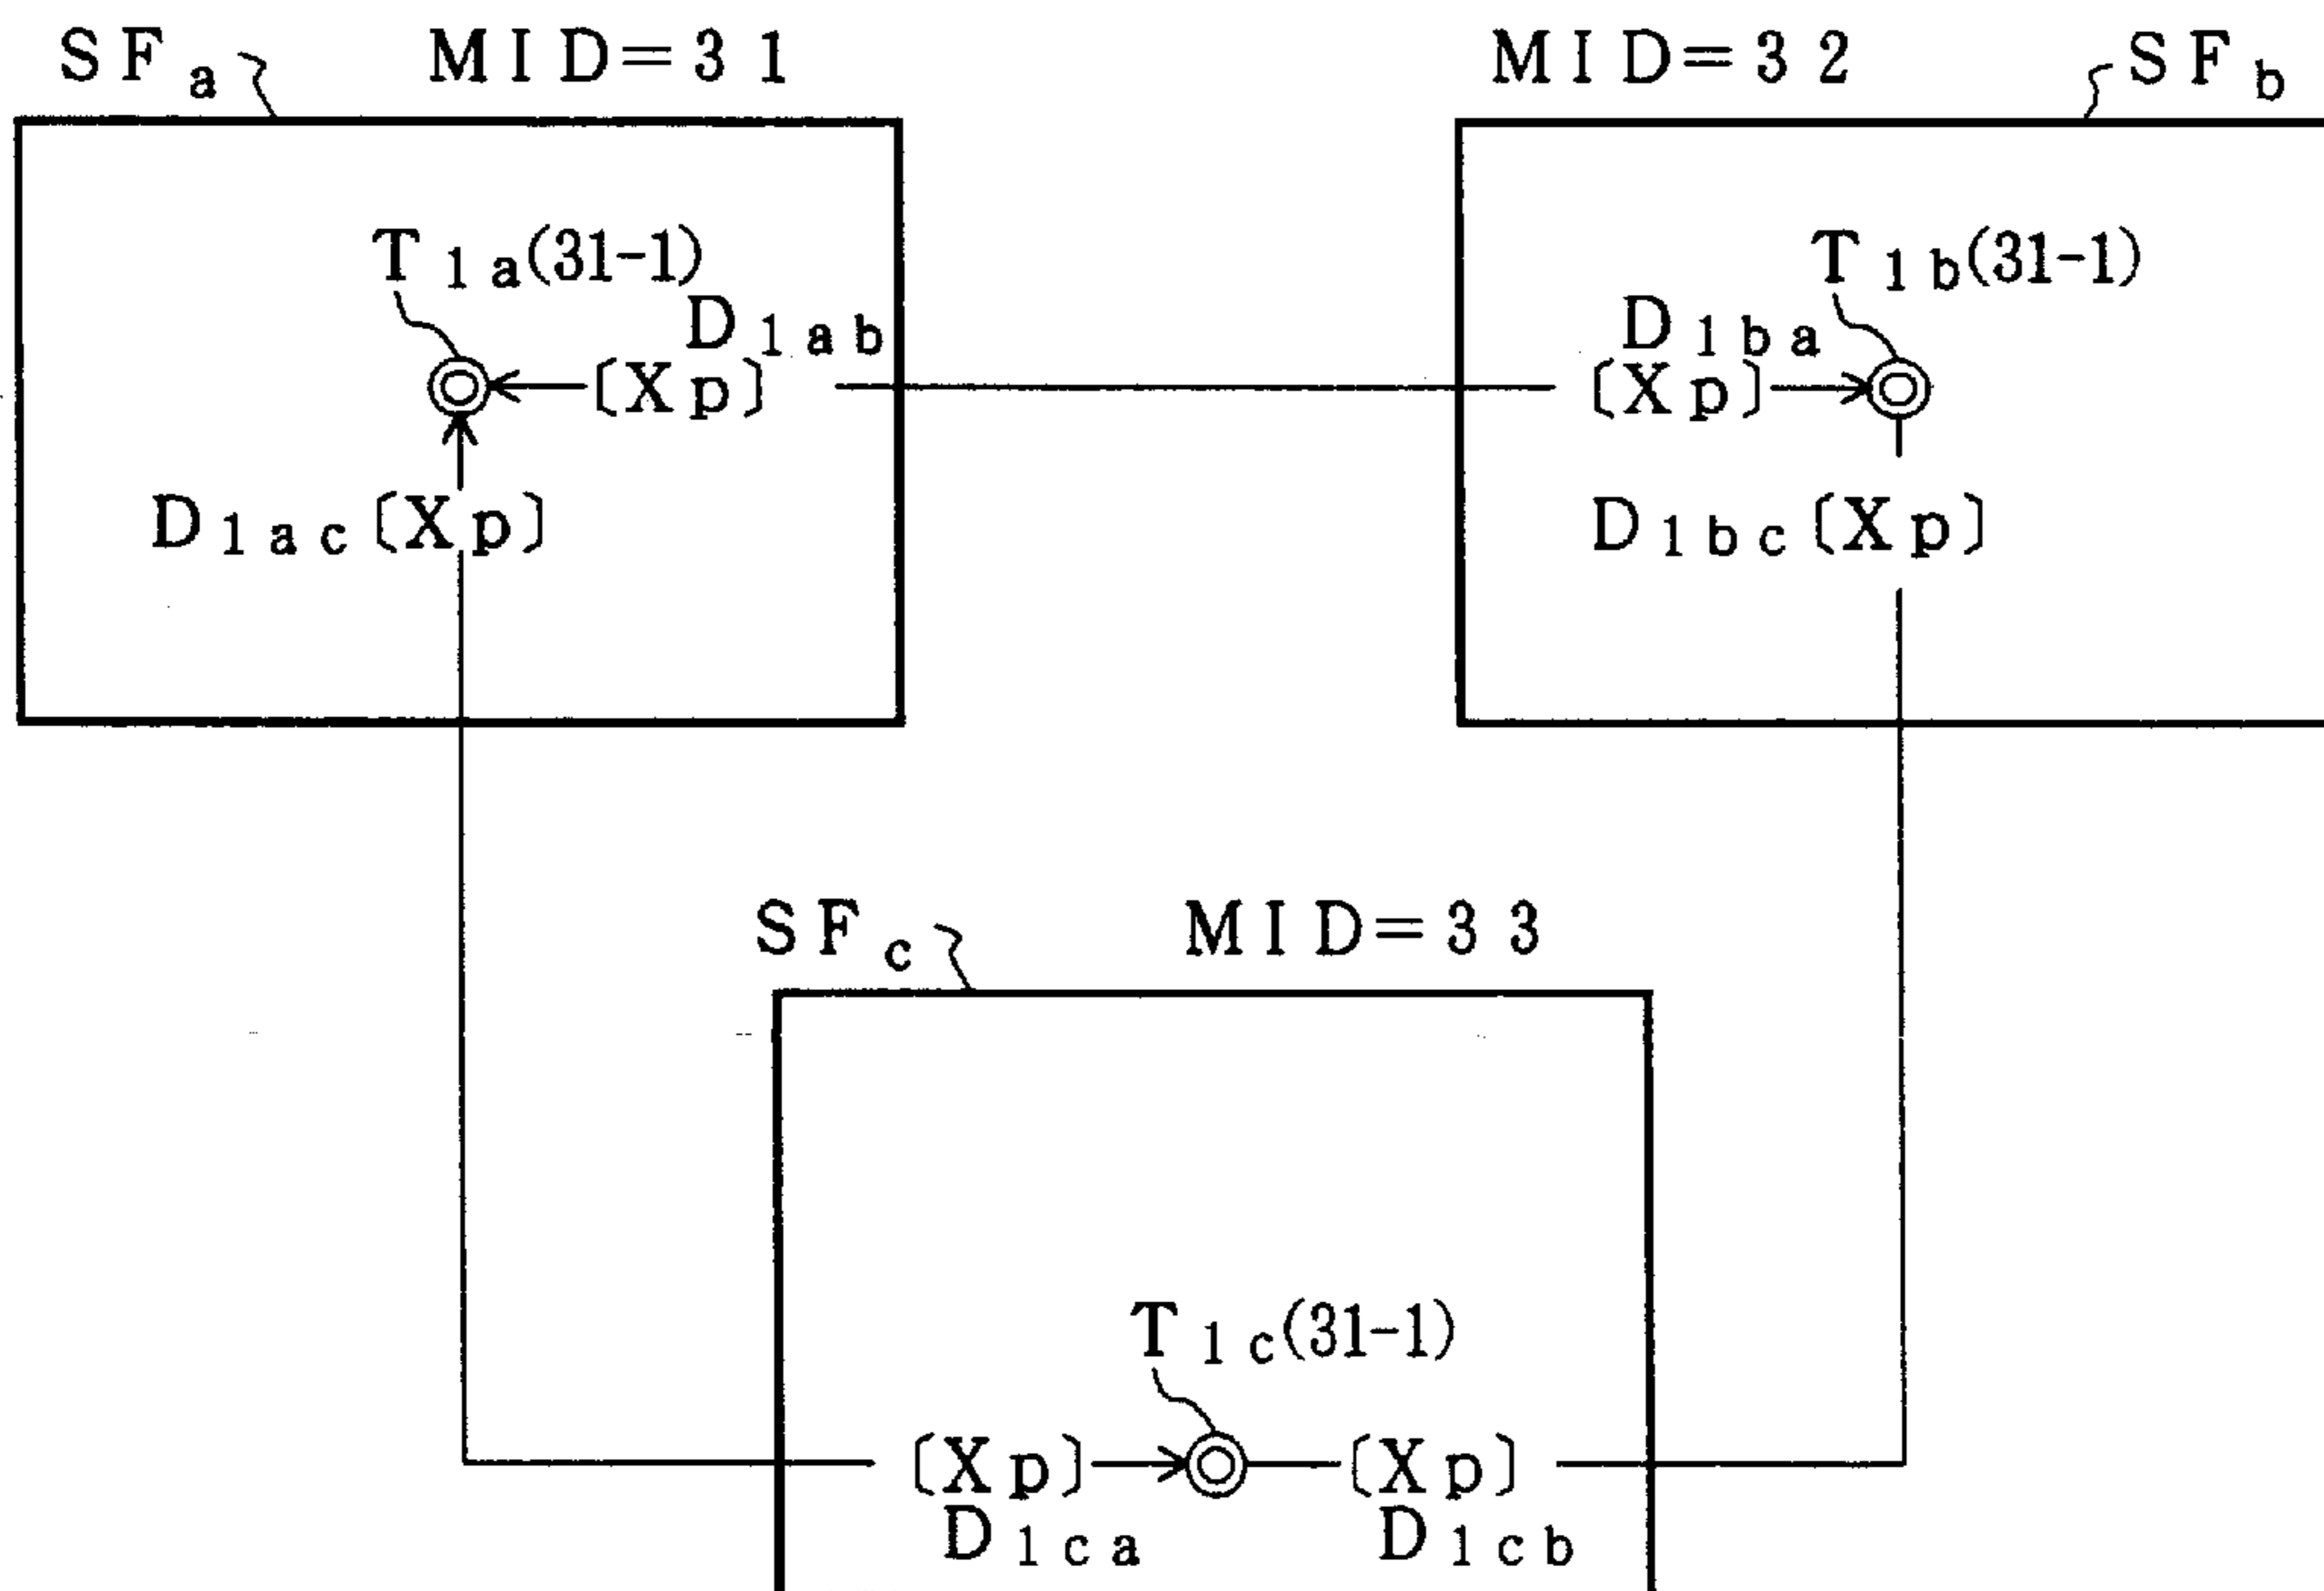 SFa MID=31
T1a(31-1)
D1ab
〔Xp〕
D1ac〔Xp〕
MID=32 SFb
T1b(31-1)
D1ba
〔Xp〕
D1bc〔Xp〕
SFc MID=33
T1c(31-1)
〔Xp〕 〔Xp〕
D1ca D1cb